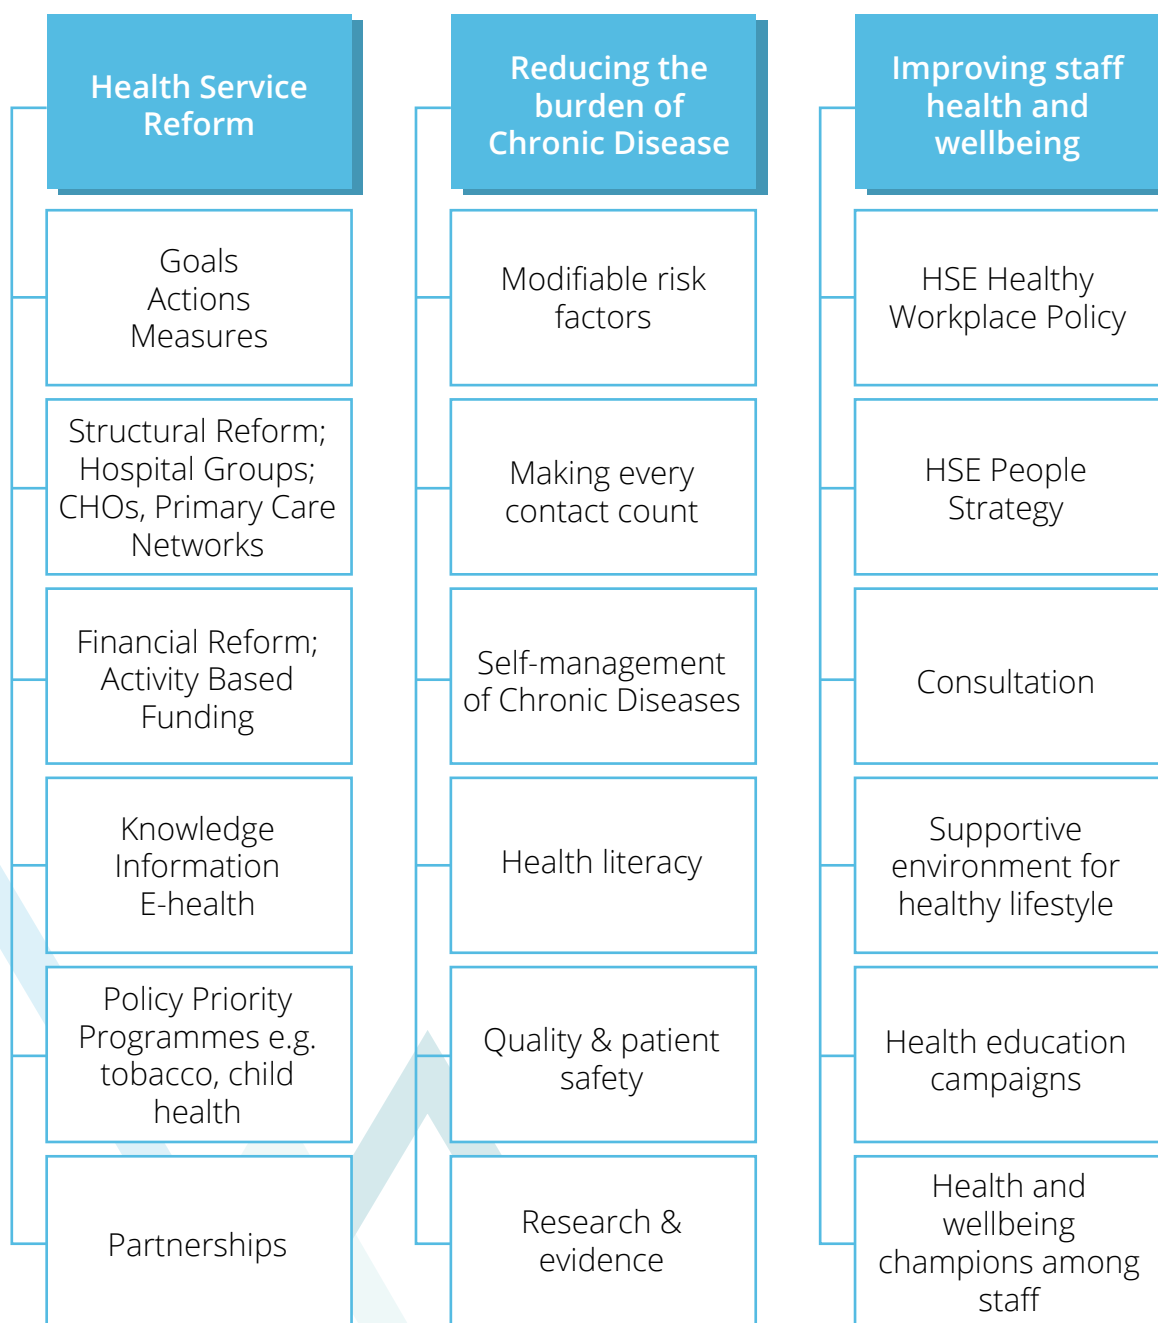 Health Service
Reform
Goals
Actions
Measures
Structural Reform;
Hospital Groups;
CHOs, Primary Care
Networks
Financial Reform;
Activity Based
Funding
Knowledge
Information
E-health
Policy Priority
Programmes e.g.
tobacco, child
health
Partnerships
Reducing the
burden of
Chronic Disease
Modifiable risk
factors
Making every
contact count
Self-management
of Chronic Diseases
Health literacy
Quality & patient
safety
Research &
evidence
Improving staff
health and
wellbeing
HSE Healthy
Workplace Policy
HSE People
Strategy
Consultation
Supportive
environment for
healthy lifestyle
Health education
campaigns
Health and
wellbeing
champions among
staff